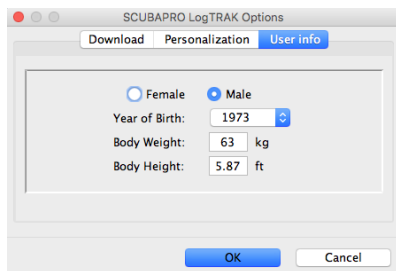 SCUBAPRO LogTRAK Options
Download Personalization User info
Female Male
Year of Birth: 1973
Body Weight: 63 kg
Body Height: 5.87 ft
OK Cancel